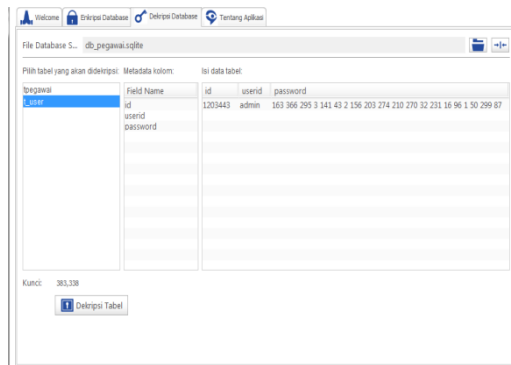 Welcome Enkripsi Database Dekripsi Database Tentang Aplikasi
File Database S... db_pegawai.sqlite
Pilih tabel yang akan didekripsi: Metadata kolom: Isi data tabel:
tpegawai Field Name id userid password
t_user id 1203443 admin 163 366 295 3 141 43 2 156 203 274 210 270 32 231 16 96 1 50 299 87
userid
password
Kunci: 383,338
Dekripsi Tabel